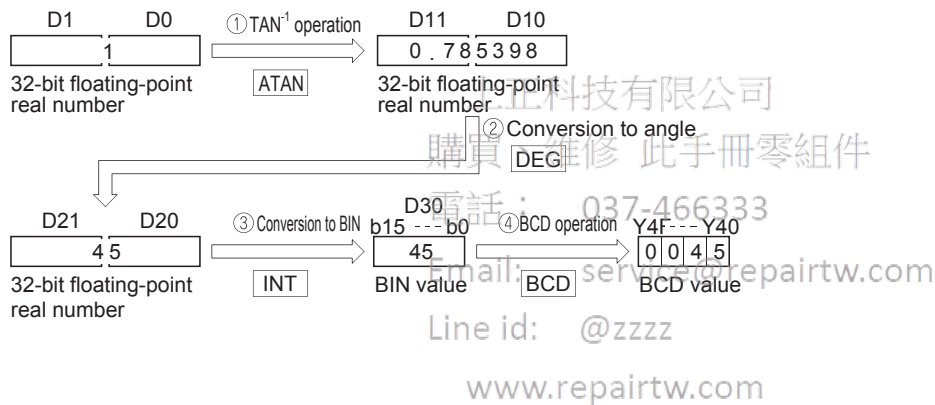 D1 D0 ①TAN-1 operation D11 D10
1 0.785398
32-bit floating-point real number ATAN 32-bit floating-point real number
上正科技有限公司
②Conversion to angle
DEG
購買、維修 此手冊零組件
電話： 037-466333
D21 D20 ③Conversion to BIN D30 ④BCD operation
b15 --- b0 Y4F --- Y40
45 INT 45 BCD 0 0 4 5
32-bit floating-point real number BIN value BCD value
Email: service@repairtw.com
Line id: @zzzz
www.repairtw.com